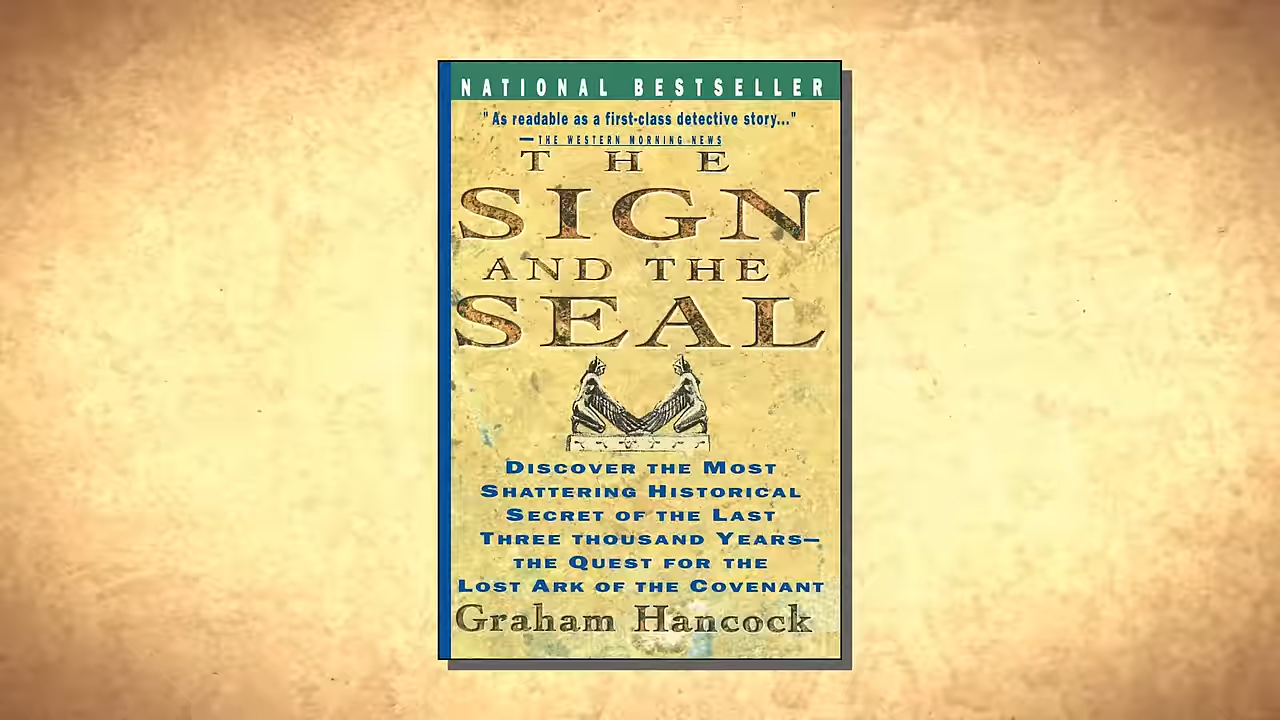 NATIONAL BESTSELLER
"As readable as a first-class detective story..."
—THE WESTERN MORNING NEWS
THE
SIGN
AND THE
SEAL
DISCOVER THE MOST
SHATTERING HISTORICAL
SECRET OF THE LAST
THREE THOUSAND YEARS—
THE QUEST FOR THE
LOST ARK OF THE COVENANT
Graham Hancock